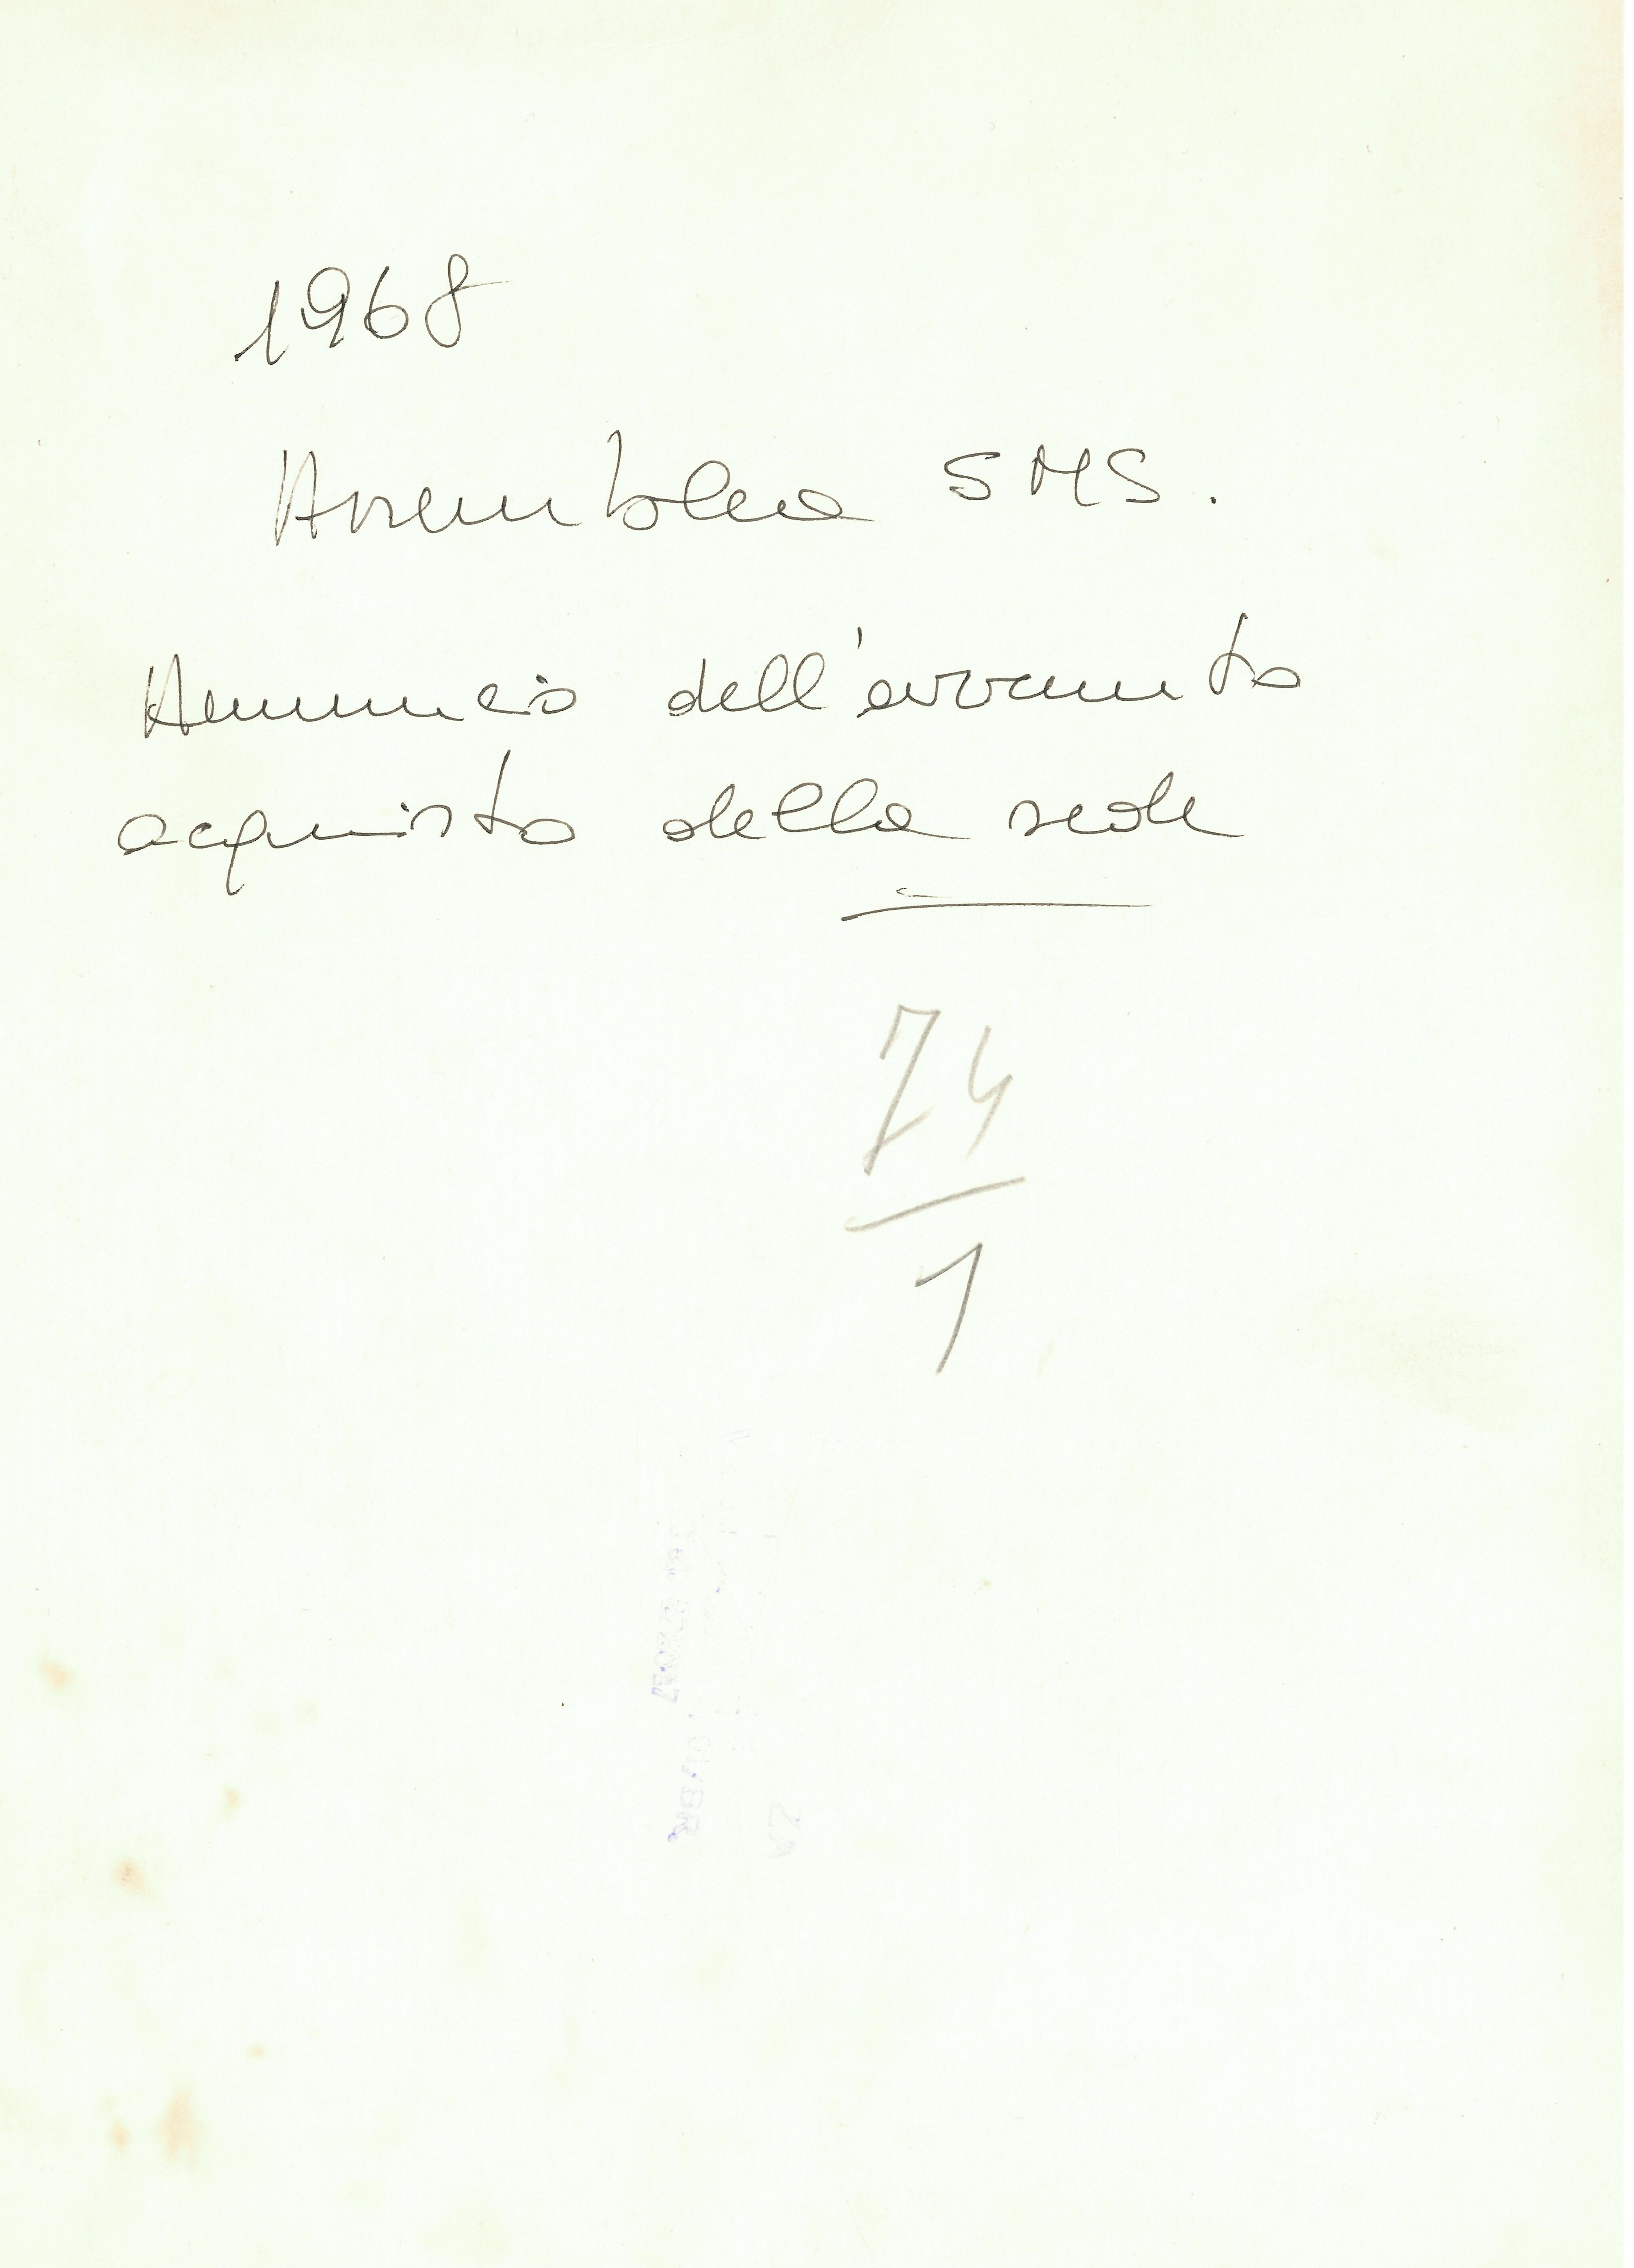 1968
Assemblea SMS.
Annuncio dell'avvenuto
acquisto della sede
74
1